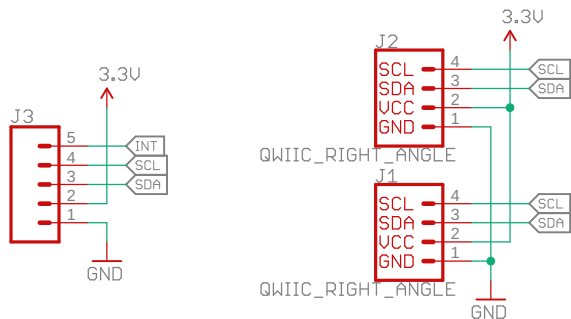 3.3V
J3
5 INT
4 SCL
3 SDA
2
1
GND
3.3V
J2
SCL 4 SCL
SDA 3 SDA
VCC 2
GND 1
QWIIC_RIGHT_ANGLE
J1
SCL 4 SCL
SDA 3 SDA
VCC 2
GND 1
QWIIC_RIGHT_ANGLE
GND